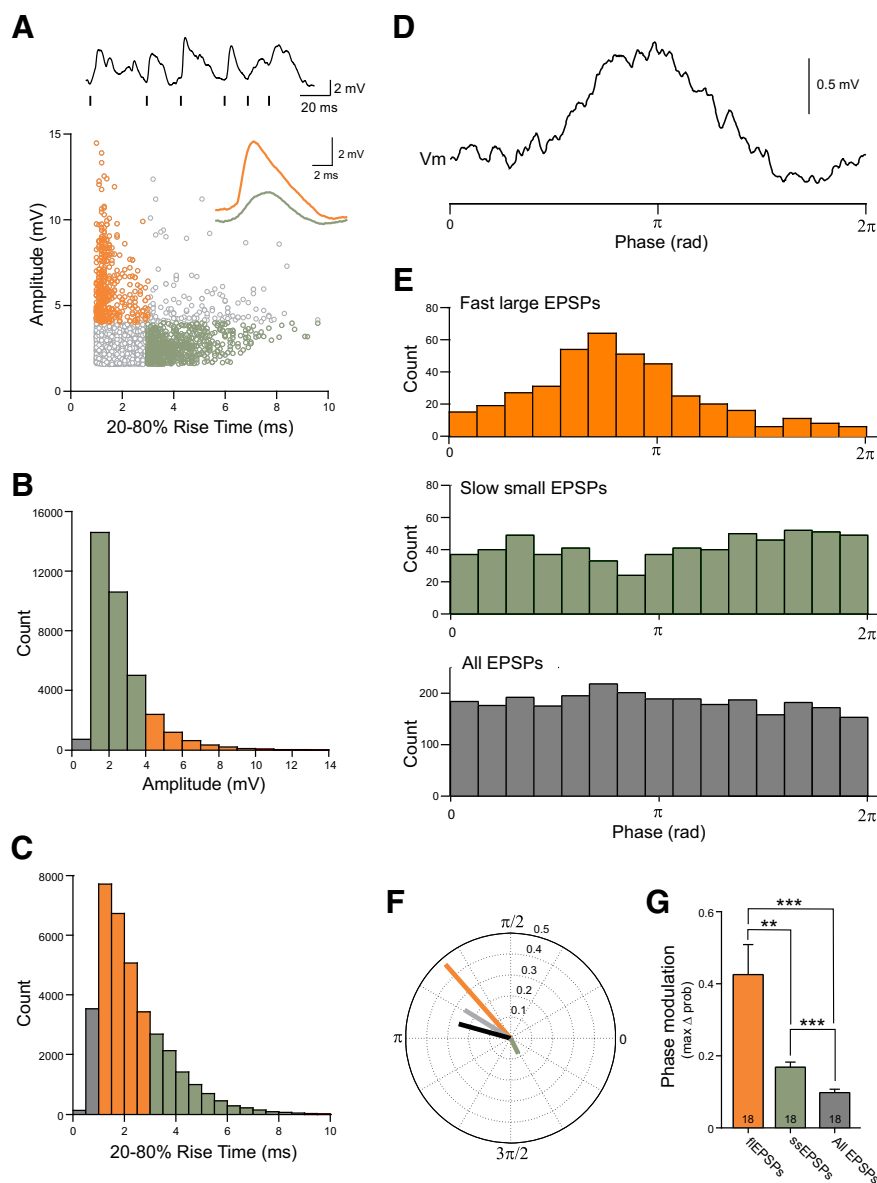 A
2 mV
20 ms
15
10
5
0
Amplitude (mV)
2 mV
2 ms
0 2 4 6 8 10
20-80% Rise Time (ms)
B
16000
12000
8000
4000
0
Count
0 2 4 6 8 10 12 14
Amplitude (mV)
C
8000
6000
4000
2000
0
Count
0 2 4 6 8 10
20-80% Rise Time (ms)
D
0.5 mV
Vm
0 π 2π
Phase (rad)
E
Fast large EPSPs
80
60
40
20
0
Count
0 π 2π
Slow small EPSPs
80
60
40
20
0
Count
0 π 2π
All EPSPs
200
100
0
Count
0 π 2π
Phase (rad)
F
π/2
0.5
0.4
0.3
0.2
0.1
π
0
3π/2
G
0.6
0.4
0.2
0
Phase modulation
(max Δ prob)
***
**
***
18 18 18
flEPSPs
ssEPSPs
All EPSPs